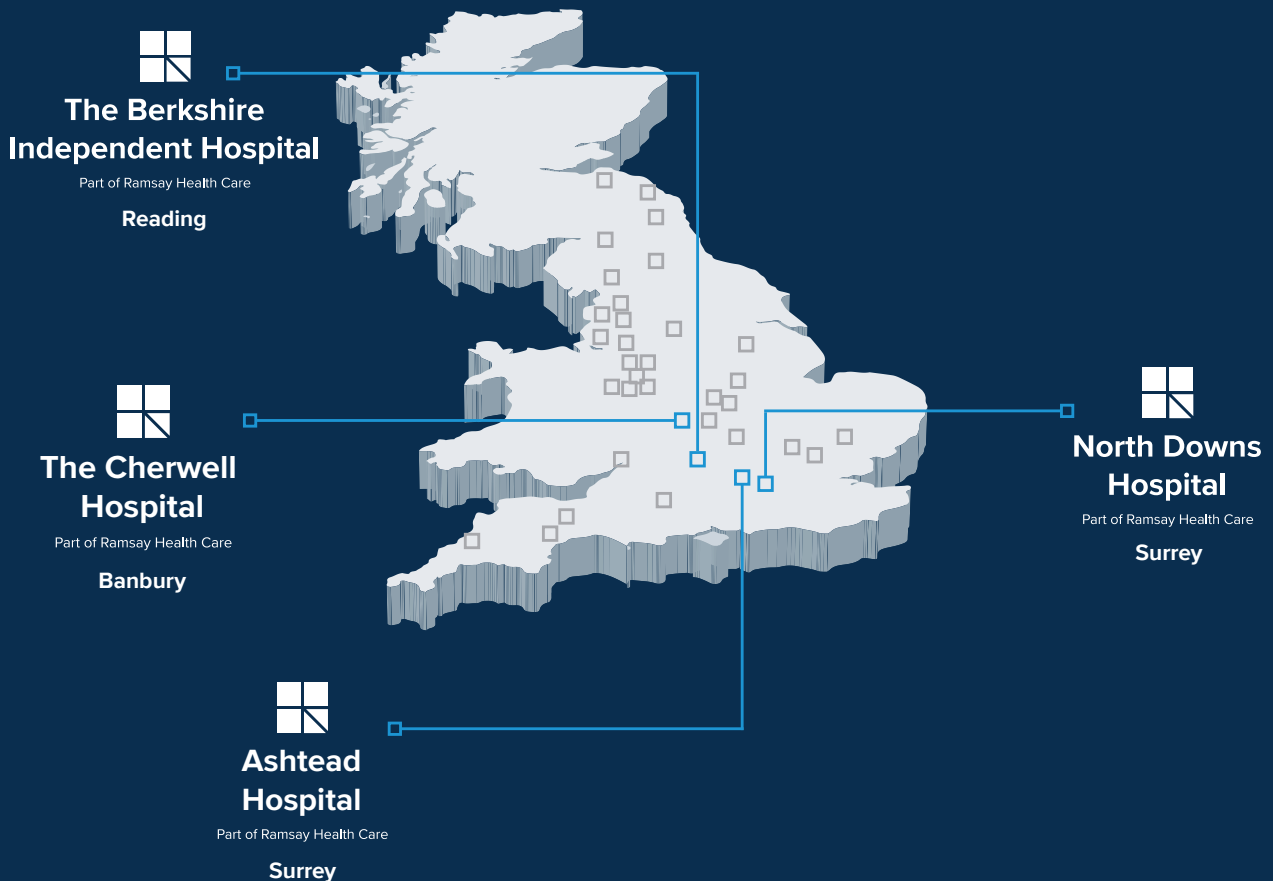 The Berkshire
Independent Hospital
Part of Ramsay Health Care
Reading
The Cherwell
Hospital
Part of Ramsay Health Care
Banbury
North Downs
Hospital
Part of Ramsay Health Care
Surrey
Ashtead
Hospital
Part of Ramsay Health Care
Surrey